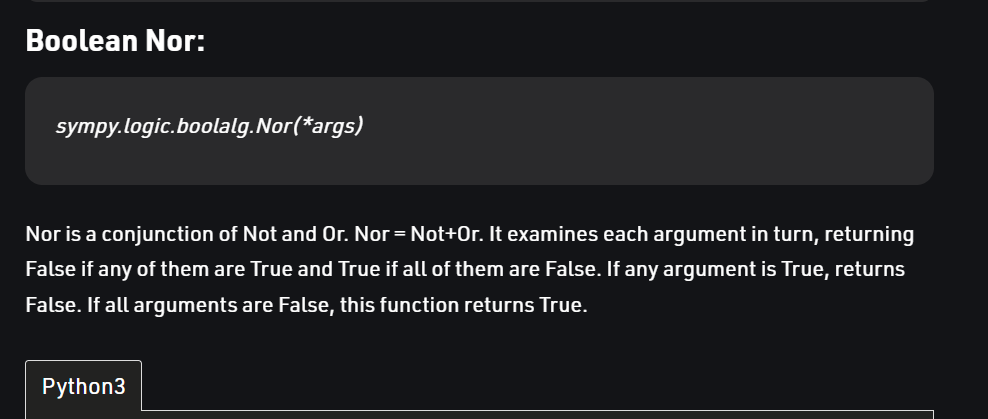 Boolean Nor:
sympy.logic.boolalg.Nor(*args)
Nor is a conjunction of Not and Or. Nor = Not+Or. It examines each argument in turn, returning
False if any of them are True and True if all of them are False. If any argument is True, returns
False. If all arguments are False, this function returns True.
Python3